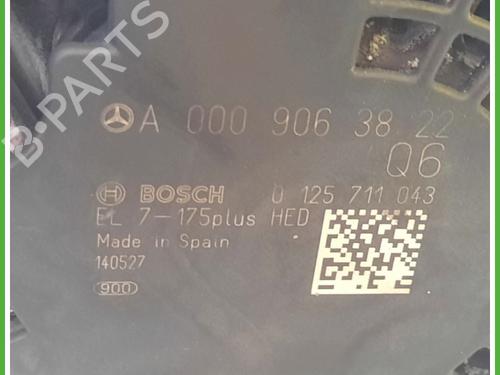 A 000 906 38 22
Q6
BOSCH 0 125 711 043
EL 7-175plus HED
Made in Spain
140527
900
B-PARTS